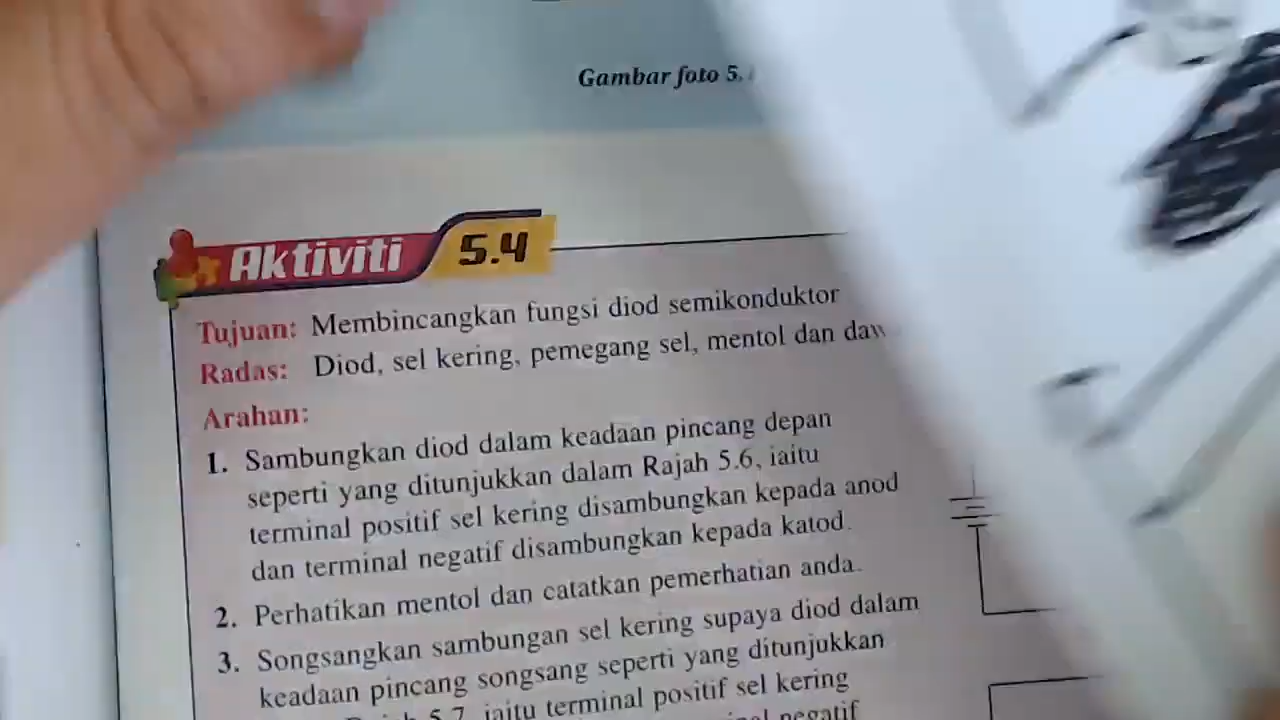 Gambar foto 5.
Aktiviti 5.4
Tujuan: Membincangkan fungsi diod semikonduktor
Radas: Diod, sel kering, pemegang sel, mentol dan
Arahan:
1. Sambungkan diod dalam keadaan pincang depan
seperti yang ditunjukkan dalam Rajah 5.6, iaitu
terminal positif sel kering disambungkan kepada anod
dan terminal negatif disambungkan kepada katod.
2. Perhatikan mentol dan catatkan pemerhatian anda.
3. Songsangkan sambungan sel kering supaya diod dalam
keadaan pincang songsang seperti yang ditunjukkan
5.7, iaitu terminal positif sel kering
negatif